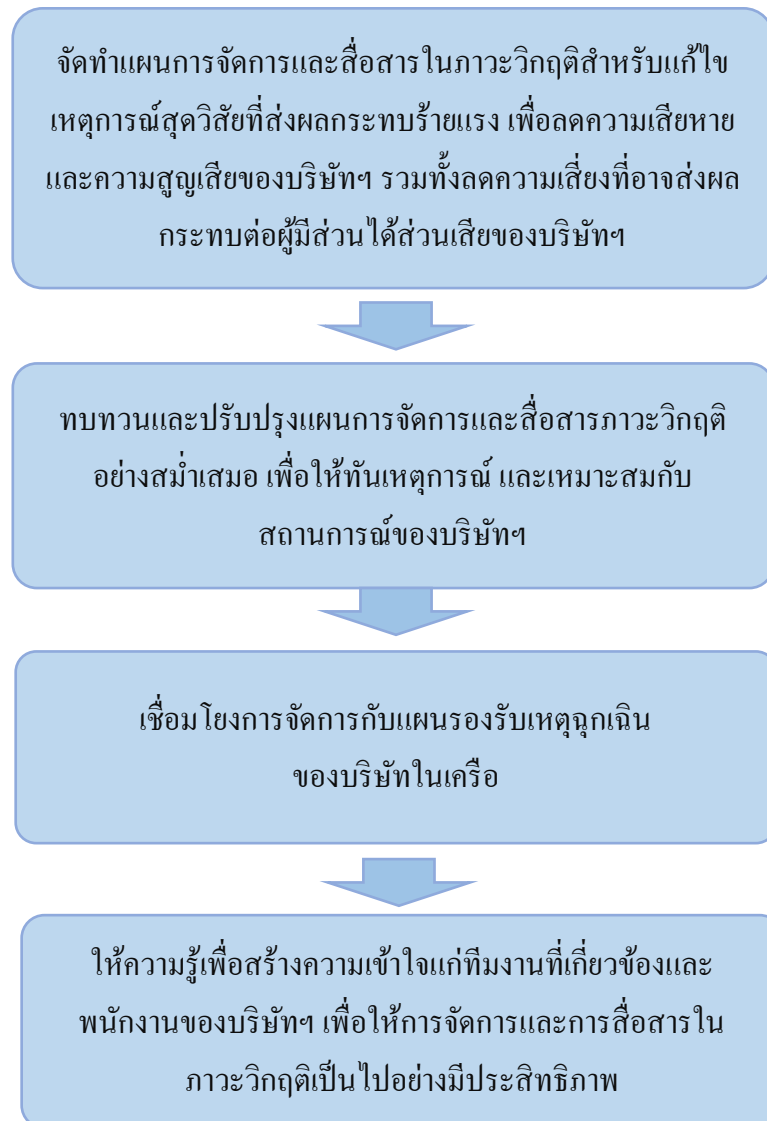 จัดทำแผนการจัดการและสื่อสารในภาวะวิกฤติสำหรับแก้ไข
เหตุการณ์สุดวิสัยที่ส่งผลกระทบร้ายแรง เพื่อลดความเสียหาย
และความสูญเสียของบริษัทฯ รวมทั้งลดความเสี่ยงที่อาจส่งผล
กระทบต่อผู้มีส่วนได้ส่วนเสียของบริษัทฯ
ทบทวนและปรับปรุงแผนการจัดการและสื่อสารภาวะวิกฤติ
อย่างสม่ำเสมอ เพื่อให้ทันเหตุการณ์ และเหมาะสมกับ
สถานการณ์ของบริษัทฯ
เชื่อมโยงการจัดการกับแผนรองรับเหตุฉุกเฉิน
ของบริษัทในเครือ
ให้ความรู้เพื่อสร้างความเข้าใจแก่ทีมงานที่เกี่ยวข้องและ
พนักงานของบริษัทฯ เพื่อให้การจัดการและการสื่อสารใน
ภาวะวิกฤติเป็นไปอย่างมีประสิทธิภาพ